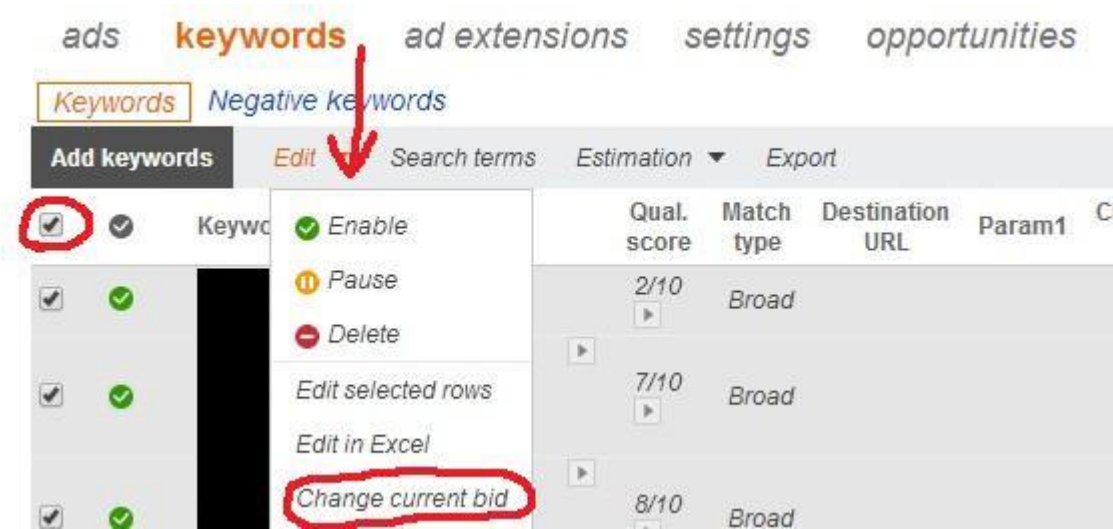 ads keywords ad extensions settings opportunities
Keywords Negative keywords
Add keywords Edit Search terms Estimation Export
Qual. score Match type Destination URL Param1
Enable
2/10 Broad
Pause
Delete
7/10 Broad
Edit selected rows
Edit in Excel
Change current bid
8/10 Broad